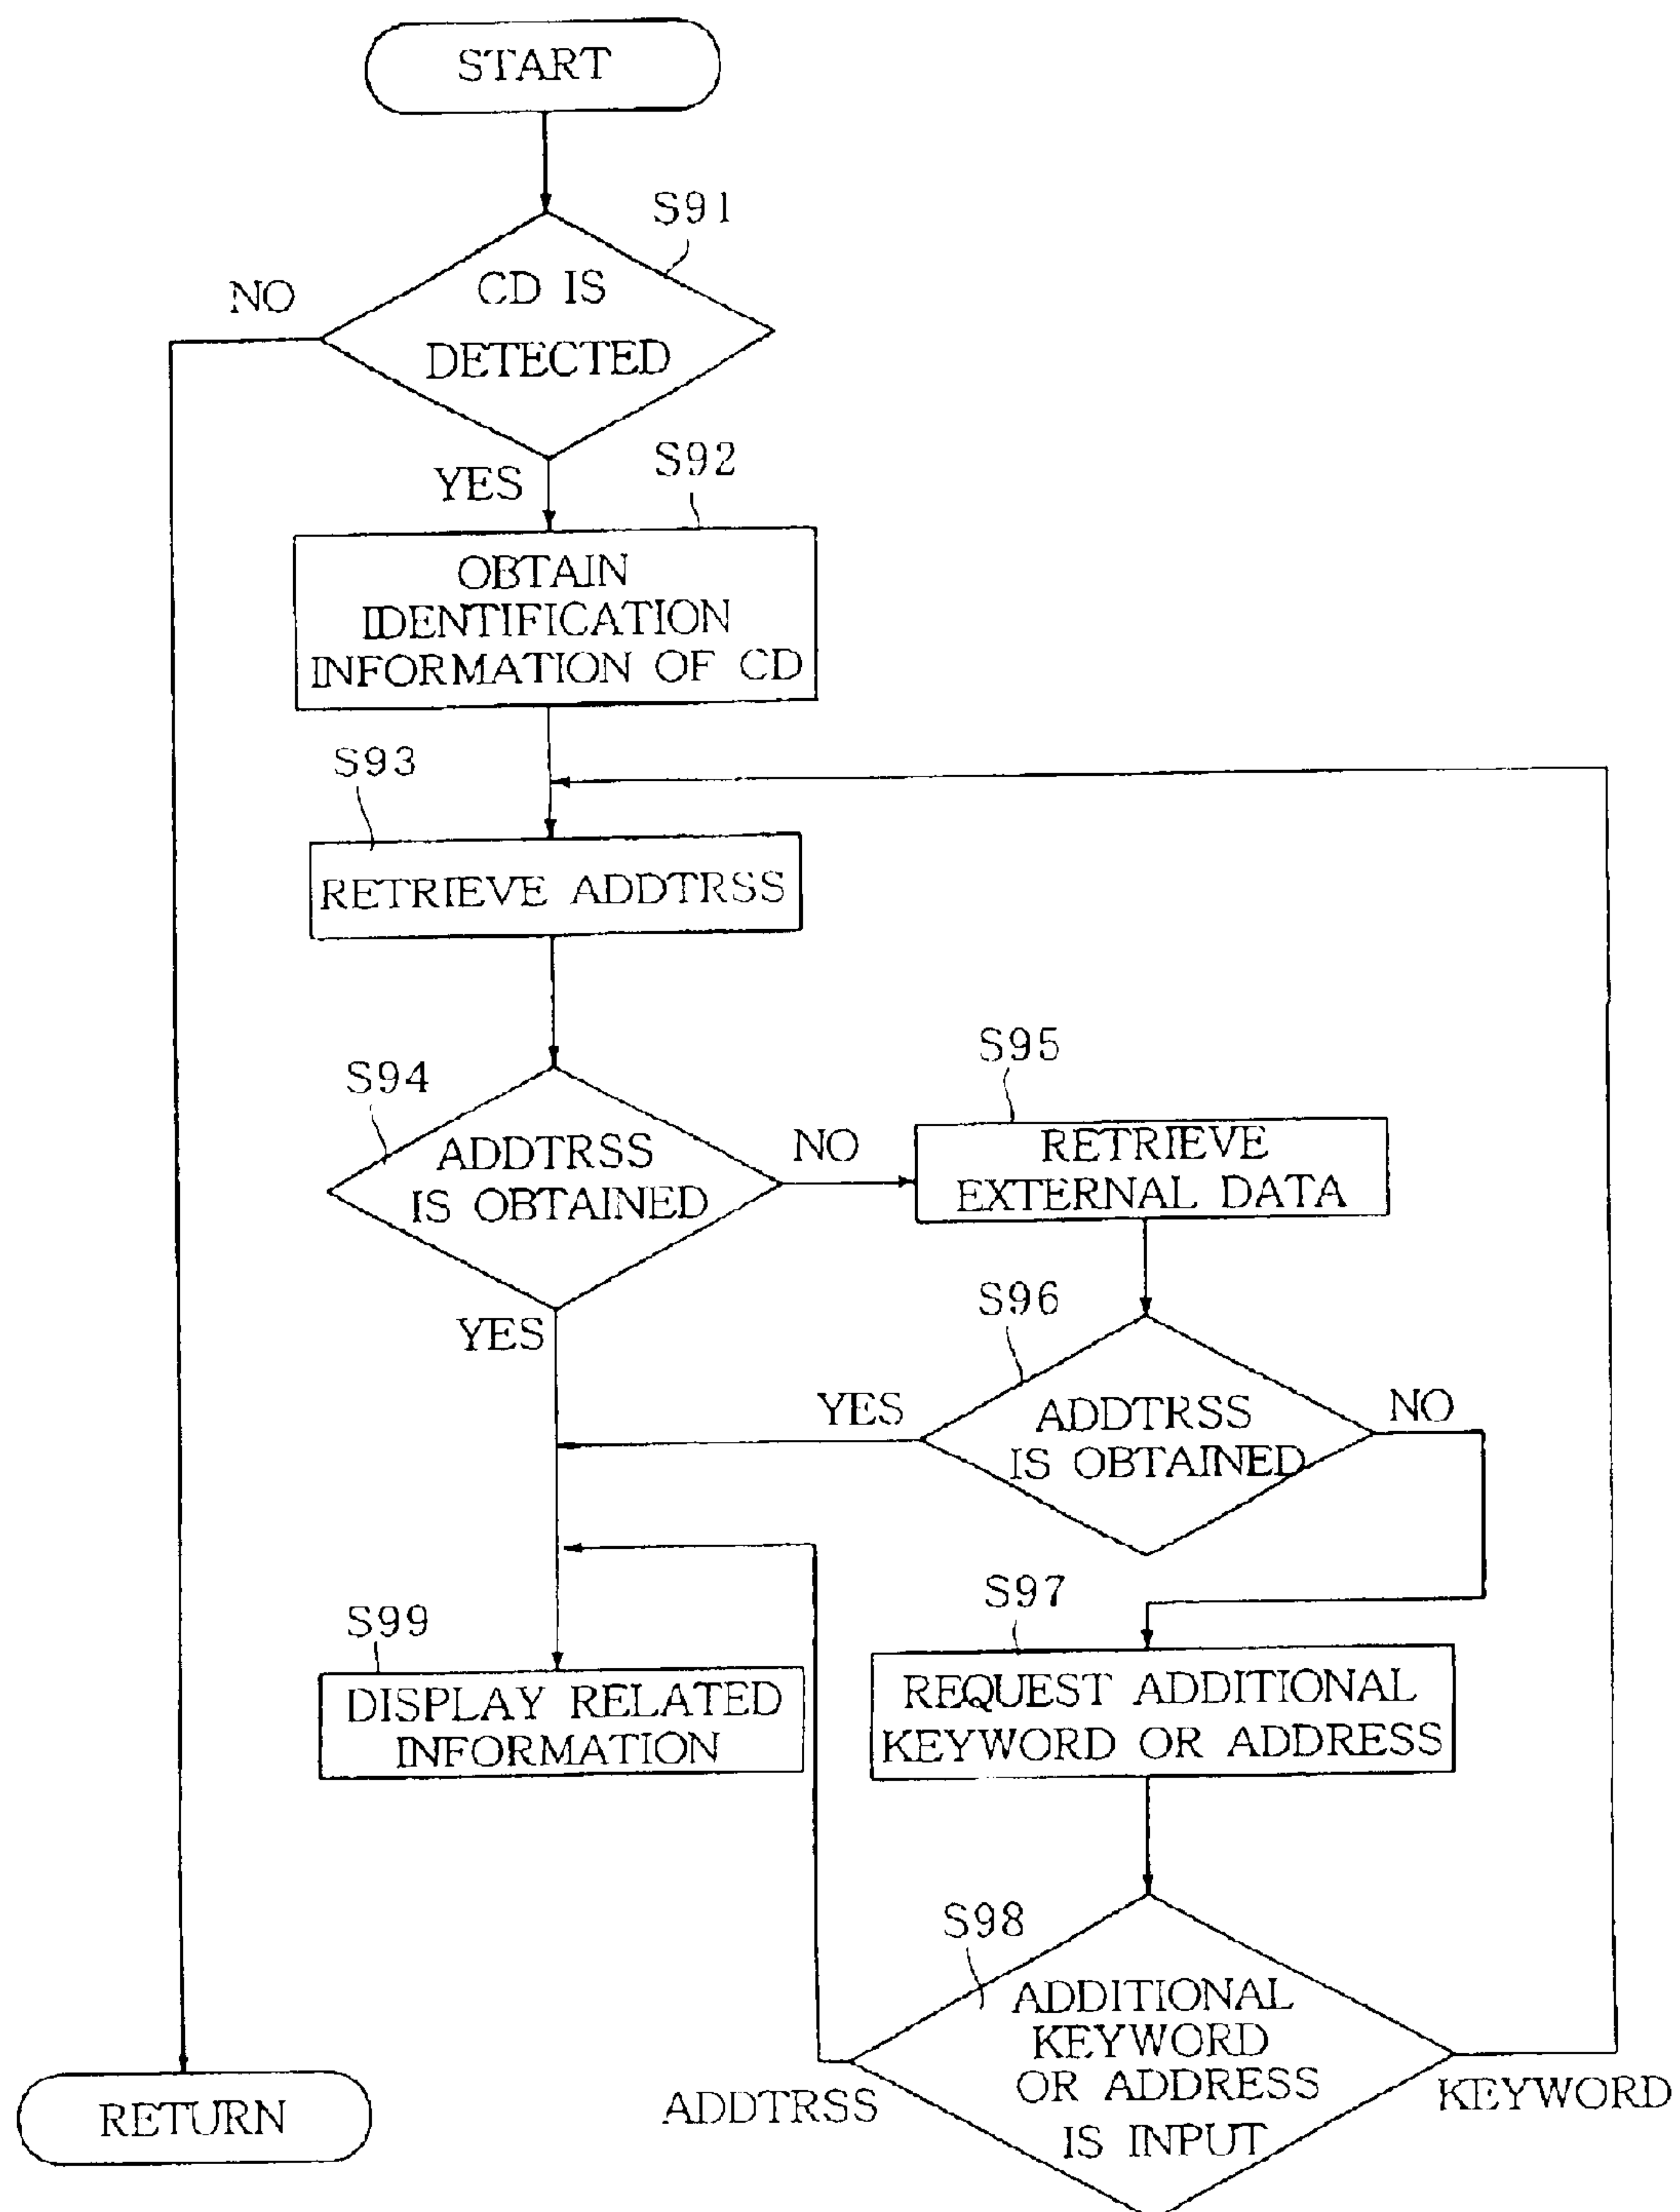 START
S91
NO
CD IS
DETECTED
YES
S92
OBTAIN
IDENTIFICATION
INFORMATION OF CD
S93
RETRIEVE ADDTRSS
S94
ADDTRSS
IS OBTAINED
NO
S95
RETRIEVE
EXTERNAL DATA
YES
S96
YES
ADDTRSS
IS OBTAINED
NO
S97
S99
DISPLAY RELATED
INFORMATION
REQUEST ADDITIONAL
KEYWORD OR ADDRESS
S98
ADDITIONAL
KEYWORD
OR ADDRESS
IS INPUT
ADDTRSS
KEYWORD
RETURN